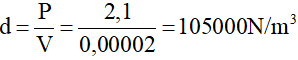 d = P/V = 2,1/0,00002 = 105000N/m³